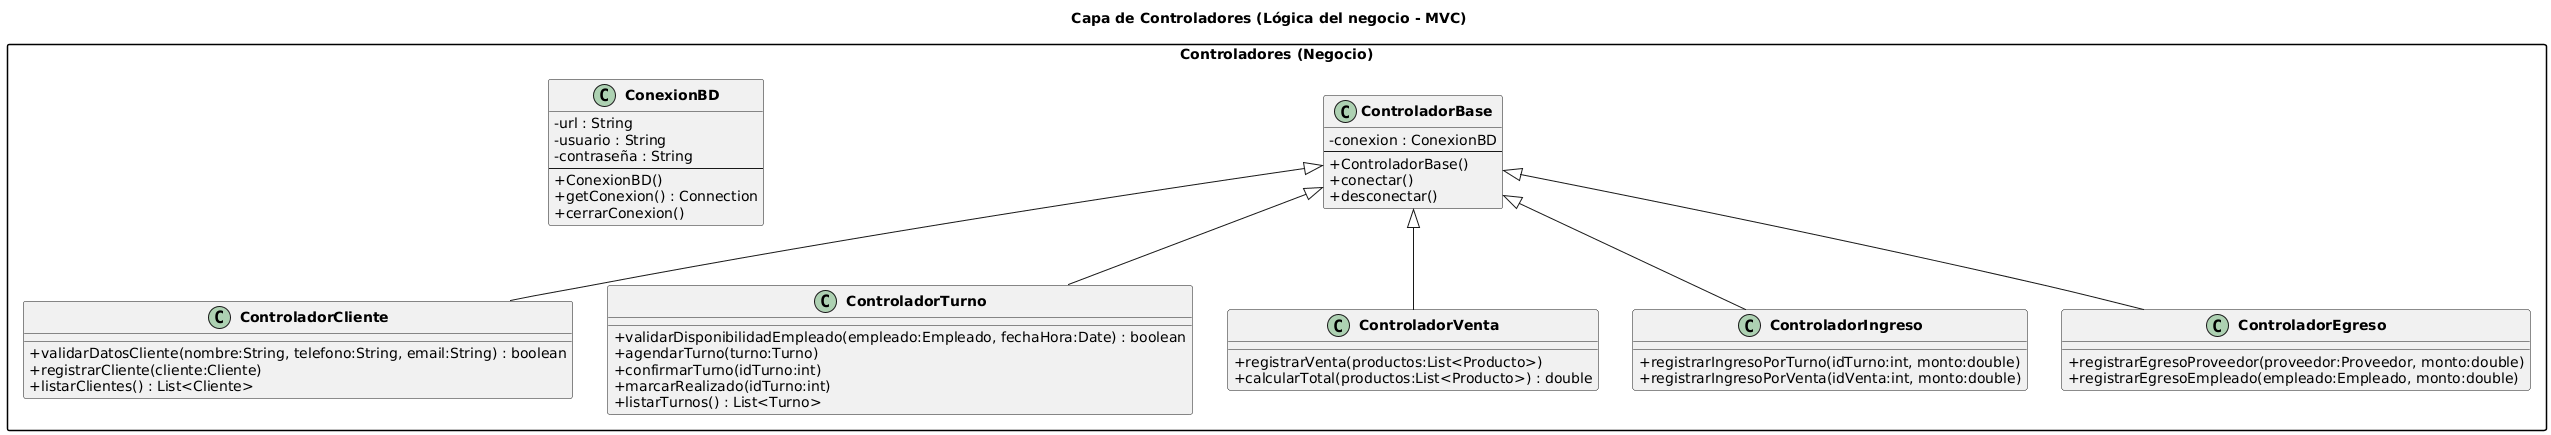 Capa de Controladores (Lógica del negocio - MVC)
Controladores (Negocio)
C ConexionBD
-url : String
-usuario : String
-contraseña : String
+ConexionBD()
+getConexion() : Connection
+cerrarConexion()
C ControladorBase
-conexion : ConexionBD
+ControladorBase()
+conectar()
+desconectar()
C ControladorCliente
+validarDatosCliente(nombre:String, telefono:String, email:String) : boolean
+registrarCliente(cliente:Cliente)
+listarClientes() : List<Cliente>
C ControladorTurno
+validarDisponibilidadEmpleado(empleado:Empleado, fechaHora:Date) : boolean
+agendarTurno(turno:Turno)
+confirmarTurno(idTurno:int)
+marcarRealizado(idTurno:int)
+listarTurnos() : List<Turno>
C ControladorVenta
+registrarVenta(productos:List<Producto>)
+calcularTotal(productos:List<Producto>) : double
C ControladorIngreso
+registrarIngresoPorTurno(idTurno:int, monto:double)
+registrarIngresoPorVenta(idVenta:int, monto:double)
C ControladorEgreso
+registrarEgresoProveedor(proveedor:Proveedor, monto:double)
+registrarEgresoEmpleado(empleado:Empleado, monto:double)